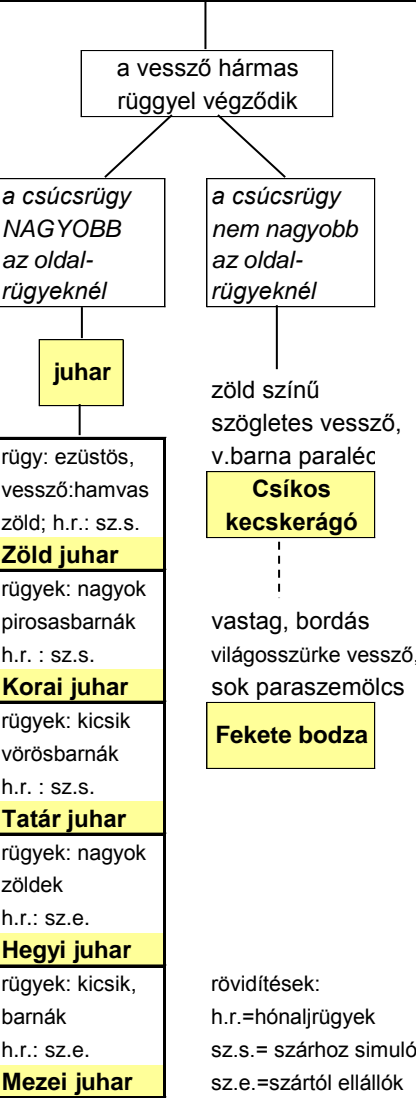 a vessző hármas
rüggyel végződik
a csúcsrügy
NAGYOBB
az oldal-
rügyeknél
a csúcsrügy
nem nagyobb
az oldal-
rügyeknél
juhar
rügy: ezüstös,
vessző:hamvas
zöld; h.r.: sz.s.
Zöld juhar
rügyek: nagyok
pirosasbarnák
h.r. : sz.s.
Korai juhar
rügyek: kicsik
vörösbarnák
h.r. : sz.s.
Tatár juhar
rügyek: nagyok
zöldek
h.r.: sz.e.
Hegyi juhar
rügyek: kicsik,
barnák
h.r.: sz.e.
Mezei juhar
zöld színű
szögletes vessző,
v.barna paraléc
Csíkos
kecskerágó
vastag, bordás
világosszürke vessző,
sok paraszemölcs
Fekete bodza
rövidítések:
h.r.=hónaljrügyek
sz.s.= szárhoz simuló
sz.e.=szártól ellállók